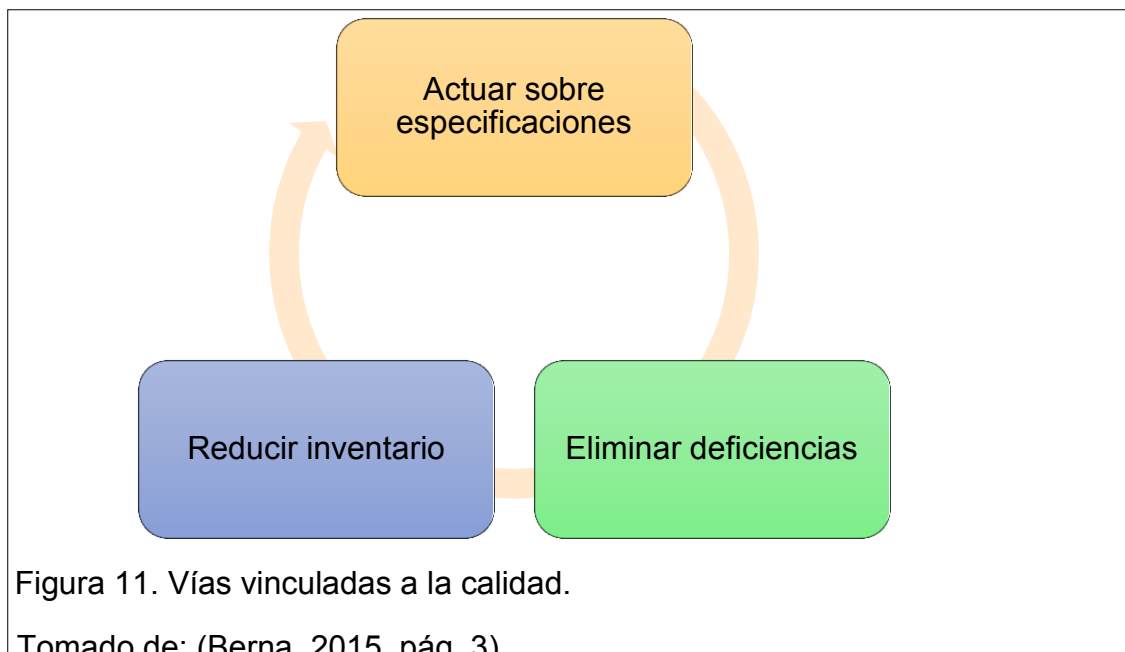 Actuar sobre
especificaciones
Reducir inventario
Eliminar deficiencias
Figura 11. Vías vinculadas a la calidad.
Tomado de: (Berna, 2015, pág. 3)